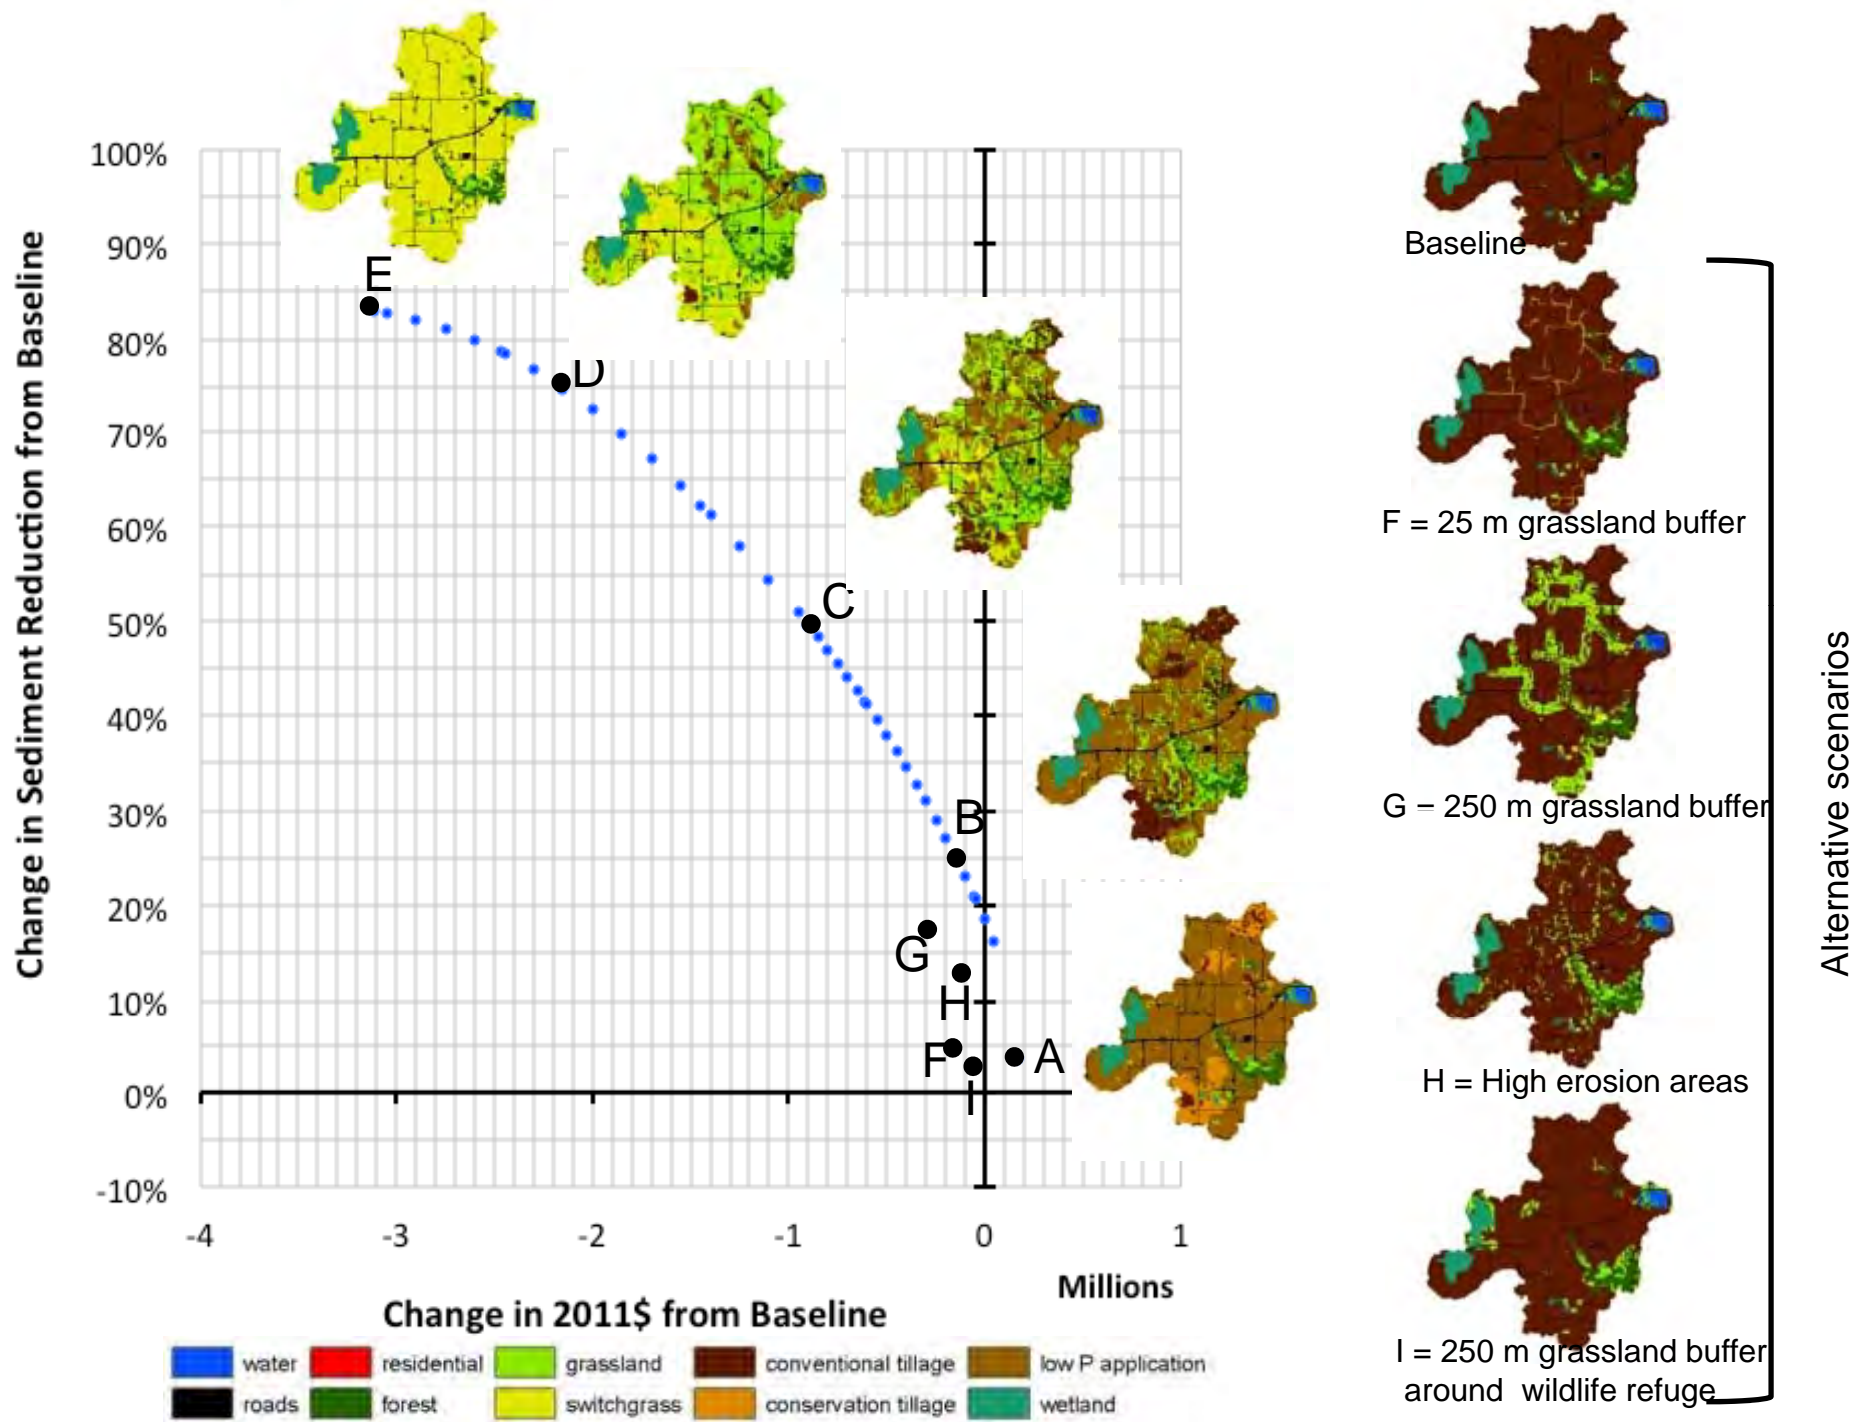 Change in Sediment Reduction from Baseline
100%
90%
80%
70%
60%
50%
40%
30%
20%
10%
0%
-10%
-4
-3
-2
-1
0
1
Millions
Change in 2011$ from Baseline
E
D
C
B
G
H
F
I
A
water
residential
grassland
conventional tillage
low P application
roads
forest
switchgrass
conservation tillage
wetland
Baseline
F = 25 m grassland buffer
G = 250 m grassland buffer
H = High erosion areas
I = 250 m grassland buffer
around wildlife refuge
Alternative scenarios